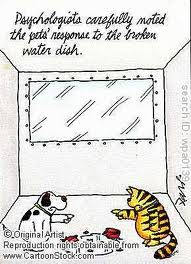 Psychologists carefully noted
the pets' response to the broken
water dish.
© Original Artist
Reproduction rights obtainable from
www.CartoonStock.com